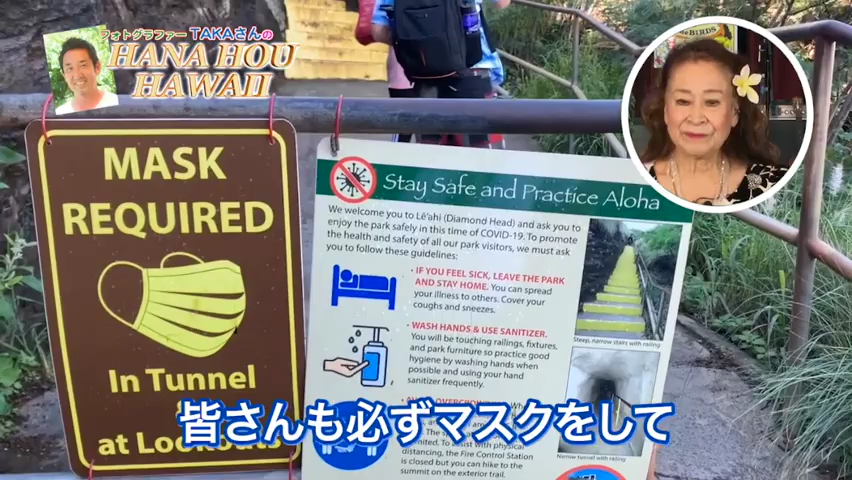 フォトグラファー TAKAさんの
HANA HOU
HAWAII
BIRDS
MASK
REQUIRED
In Tunnel
at
Stay Safe and Practice Aloha
We welcome you to Lē'ahi (Diamond Head) and ask you to
enjoy the park safely in this time of COVID-19. To promote
the health and safety of all our park visitors, we must ask
you to follow these guidelines:
• IF YOU FEEL SICK, LEAVE THE PARK
AND STAY HOME. You can spread
your illness to others. Cover your
coughs and sneezes.
• WASH HANDS & USE SANITIZER.
You will be touching railings, fixtures,
and park furniture so practice good
hygiene by washing hands when
possible and using your hand
sanitizer frequently.
Steep, narrow stairs with railing
皆さんも必ずマスクをして
distancing, the Fire Control Station
is closed but you can hike to the
summit on the exterior trail.
Narrow tunnel with railing